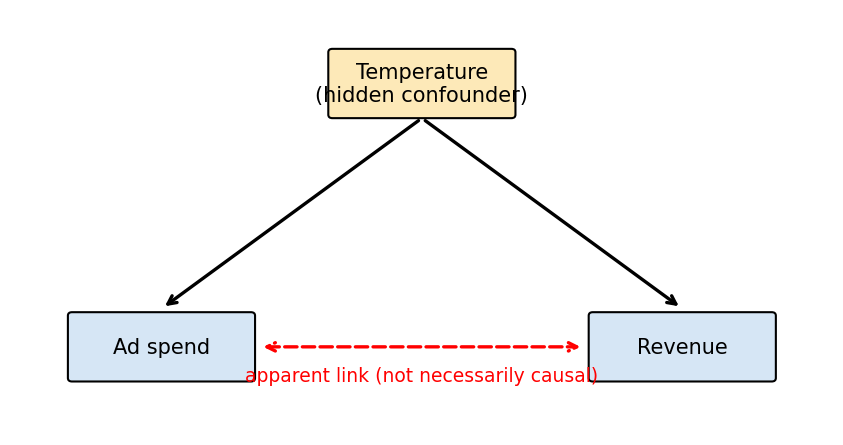 Temperature
(hidden confounder)
Ad spend
Revenue
apparent link (not necessarily causal)